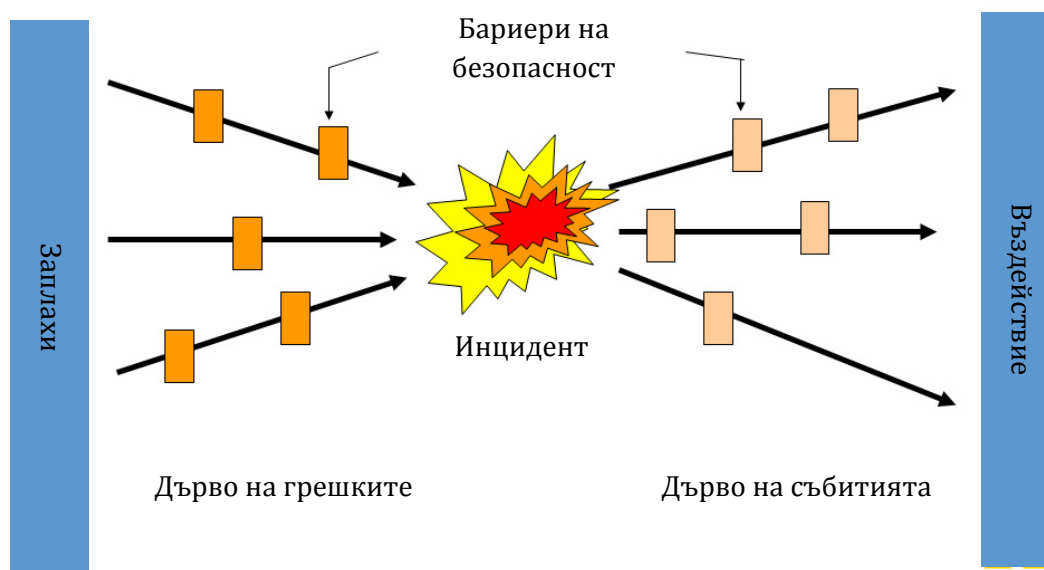 Бариери на
безопасност
Заплахи
Въздействие
Инцидент
Дърво на грешките
Дърво на събитията